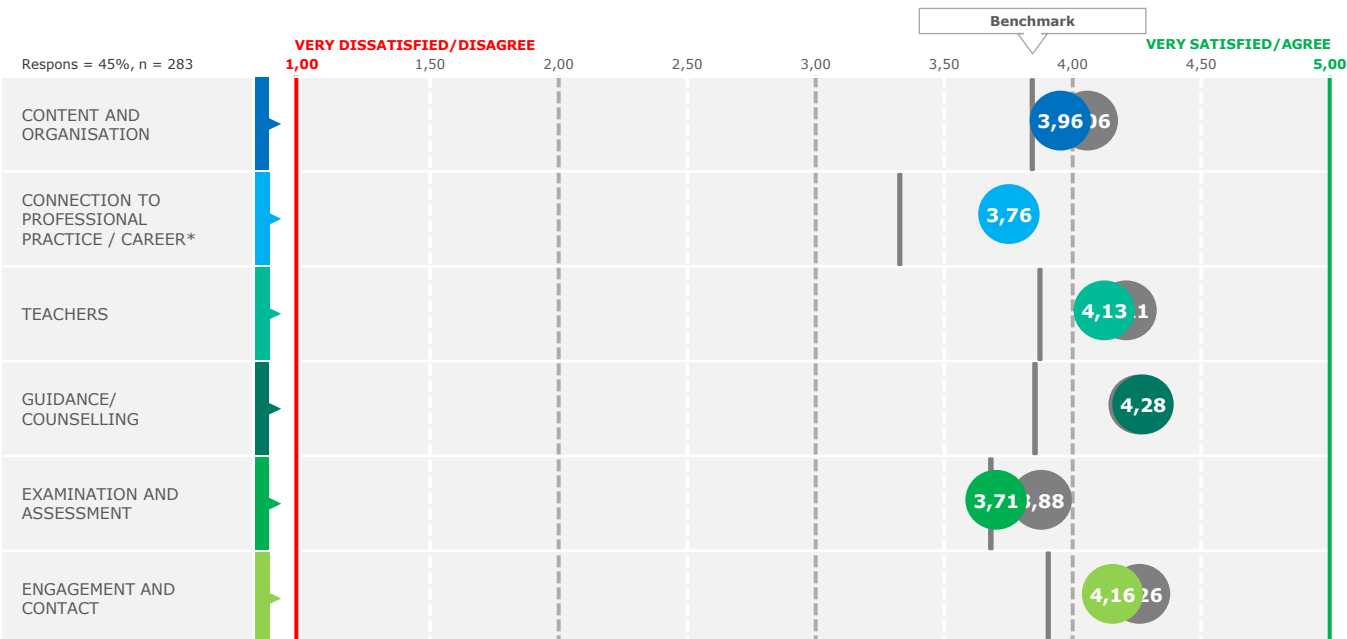 Benchmark
VERY DISSATISFIED/DISAGREE
VERY SATISFIED/AGREE
Respons = 45%, n = 283
1,00 1,50 2,00 2,50 3,00 3,50 4,00 4,50 5,00
CONTENT AND
ORGANISATION
3,96
CONNECTION TO
PROFESSIONAL
PRACTICE / CAREER*
3,76
TEACHERS
4,13
GUIDANCE/
COUNSELLING
4,28
EXAMINATION AND
ASSESSMENT
3,71 3,88
ENGAGEMENT AND
CONTACT
4,16